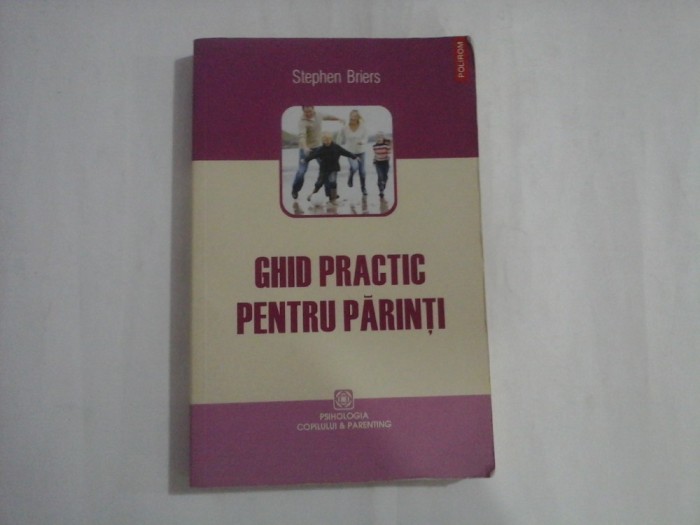 POLIROM
Stephen Briers
GHID PRACTIC
PENTRU PĂRINȚI
PSIHOLOGIA
COPILULUI & PARENTING